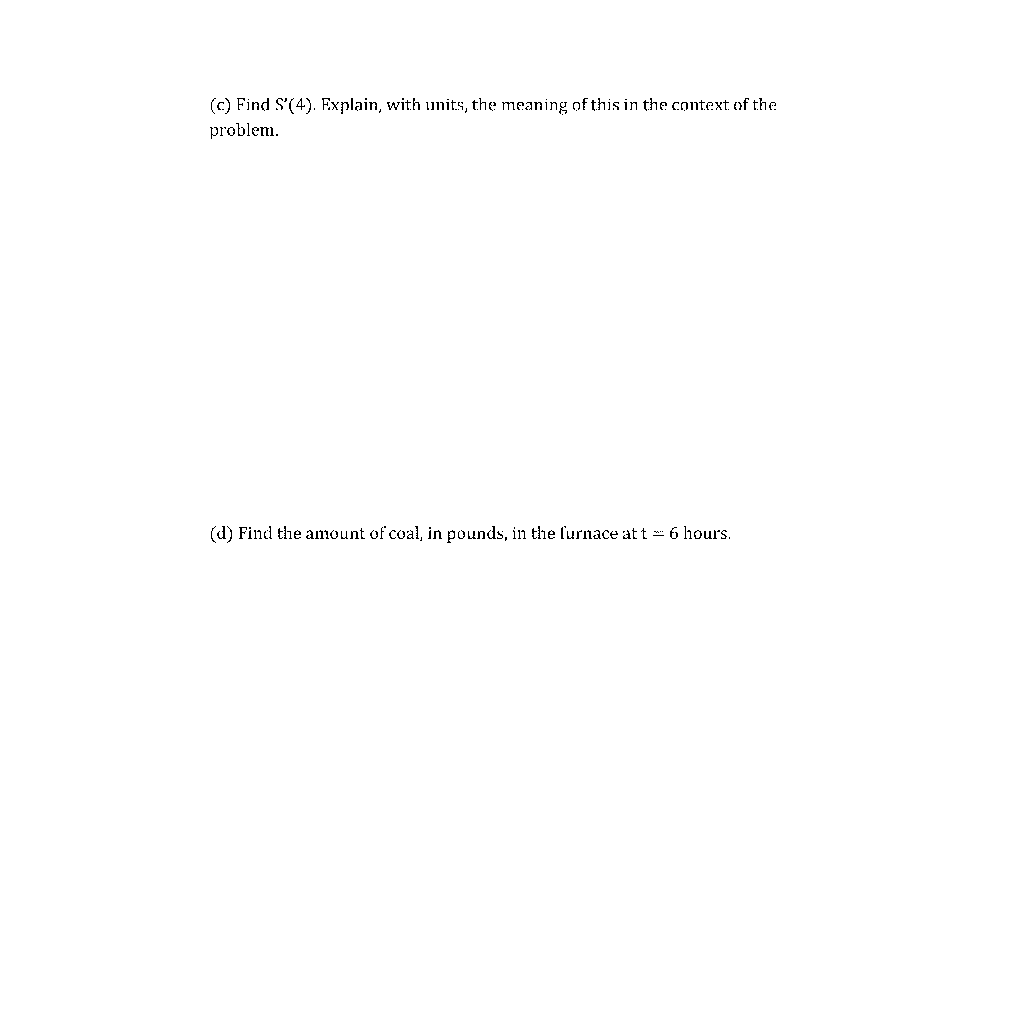 (c) Find S’(4). Explain, with units, the meaning of this in the context of the
problem.
(d) Find the amount of coal, in pounds, in the furnace at t = 6 hours.